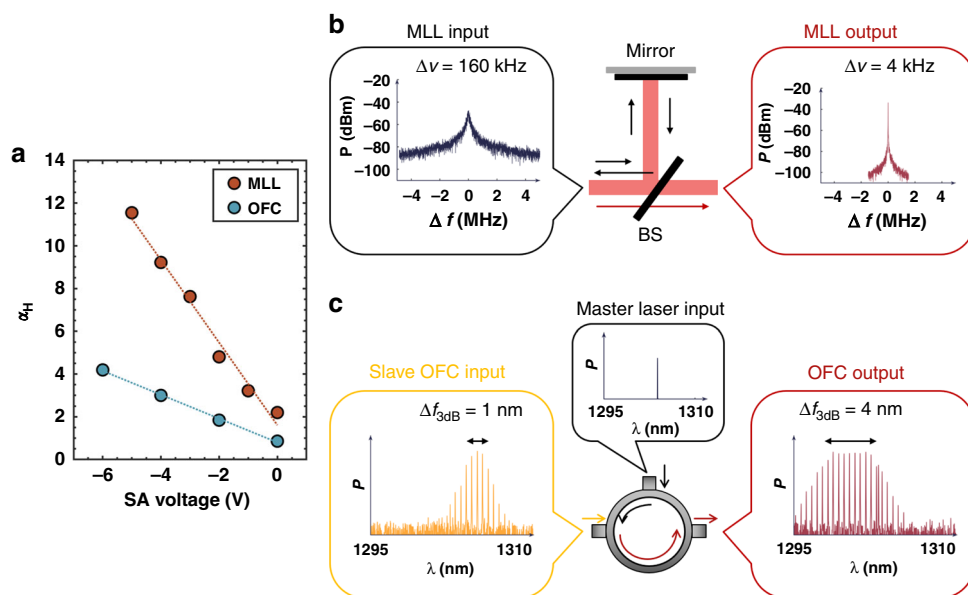 a
14
12
10
8
6
4
2
0
α_H
MLL
OFC
−6
−4
−2
0
SA voltage (V)
b
MLL input
Δν = 160 kHz
P (dBm)
−20
−40
−60
−80
−100
−4
−2
0
2
4
Δ f (MHz)
Mirror
BS
MLL output
Δν = 4 kHz
P (dBm)
−20
−40
−60
−80
−100
−4
−2
0
2
4
Δ f (MHz)
c
Master laser input
P
1295
1310
λ (nm)
Slave OFC input
Δf3dB = 1 nm
P
1295
1310
λ (nm)
OFC output
Δf3dB = 4 nm
P
1295
1310
λ (nm)